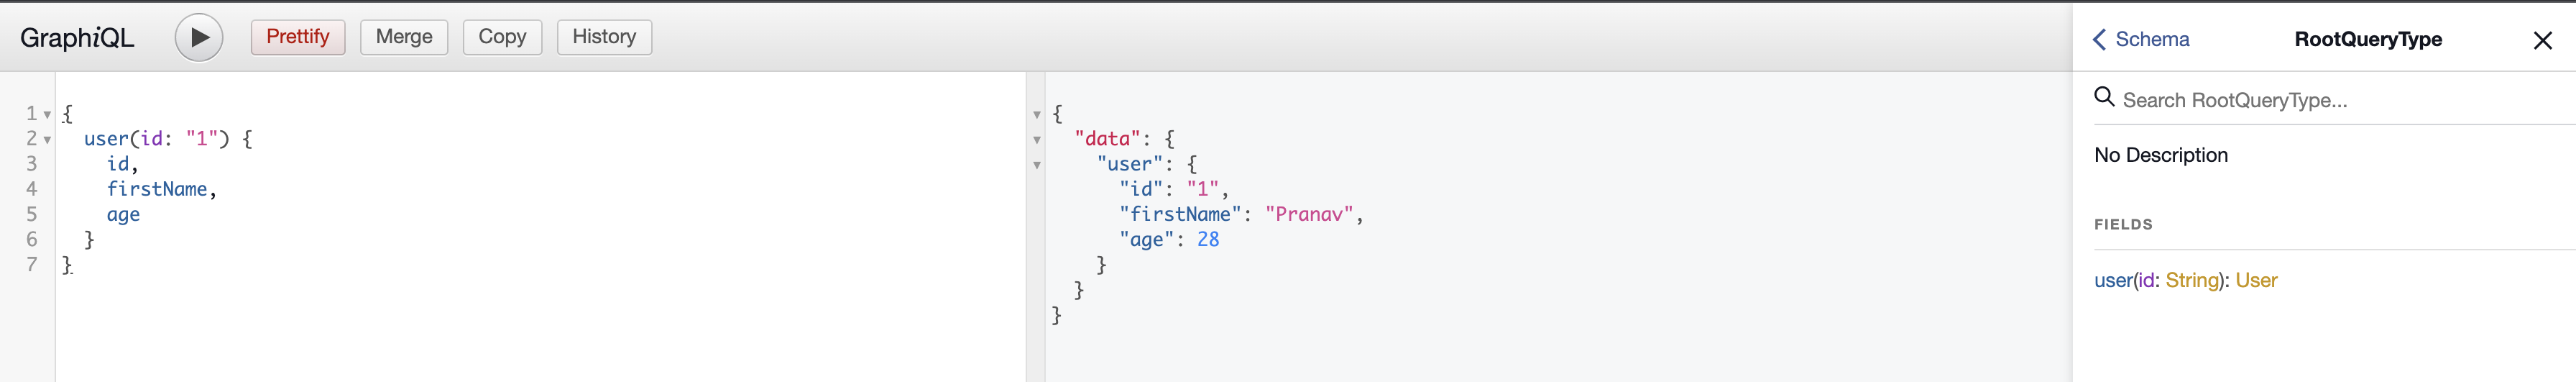 GraphiQL Prettify Merge Copy History
1 {
2 user(id: "1") {
3 id,
4 firstName,
5 age
6 }
7 }
{
"data": {
"user": {
"id": "1",
"firstName": "Pranav",
"age": 28
}
}
}
Schema RootQueryType
Search RootQueryType...
No Description
FIELDS
user(id: String): User